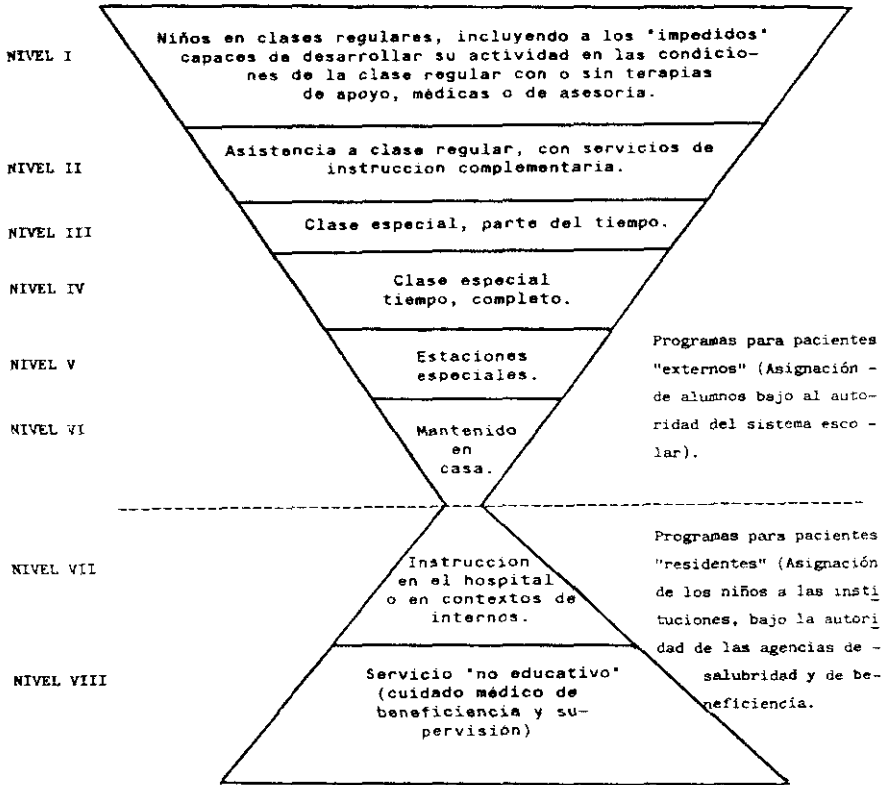 NIVEL I
Niños en clases regulares, incluyendo a los "impedidos"
capaces de desarrollar su actividad en las condicio-
nes de la clase regular con o sin terapias
de apoyo, médicas o de asesoria.
NIVEL II
Asistencia a clase regular, con servicios de
instruccion complementaria.
NIVEL III
Clase especial, parte del tiempo.
NIVEL IV
Clase especial
tiempo, completo.
NIVEL V
Estaciones
especiales.
NIVEL VI
Mantenido
en
casa.
Programas para pacientes
"externos" (Asignación -
de alumnos bajo al auto-
ridad del sistema esco -
lar).
NIVEL VII
Instruccion
en el hospital
o en contextos de
internos.
NIVEL VIII
Servicio "no educativo"
(cuidado médico de
beneficiencia y su-
pervisión)
Programas para pacientes
"residentes" (Asignación
de los niños a las insti
tuciones, bajo la autori
dad de las agencias de -
salubridad y de be-
neficiencia.